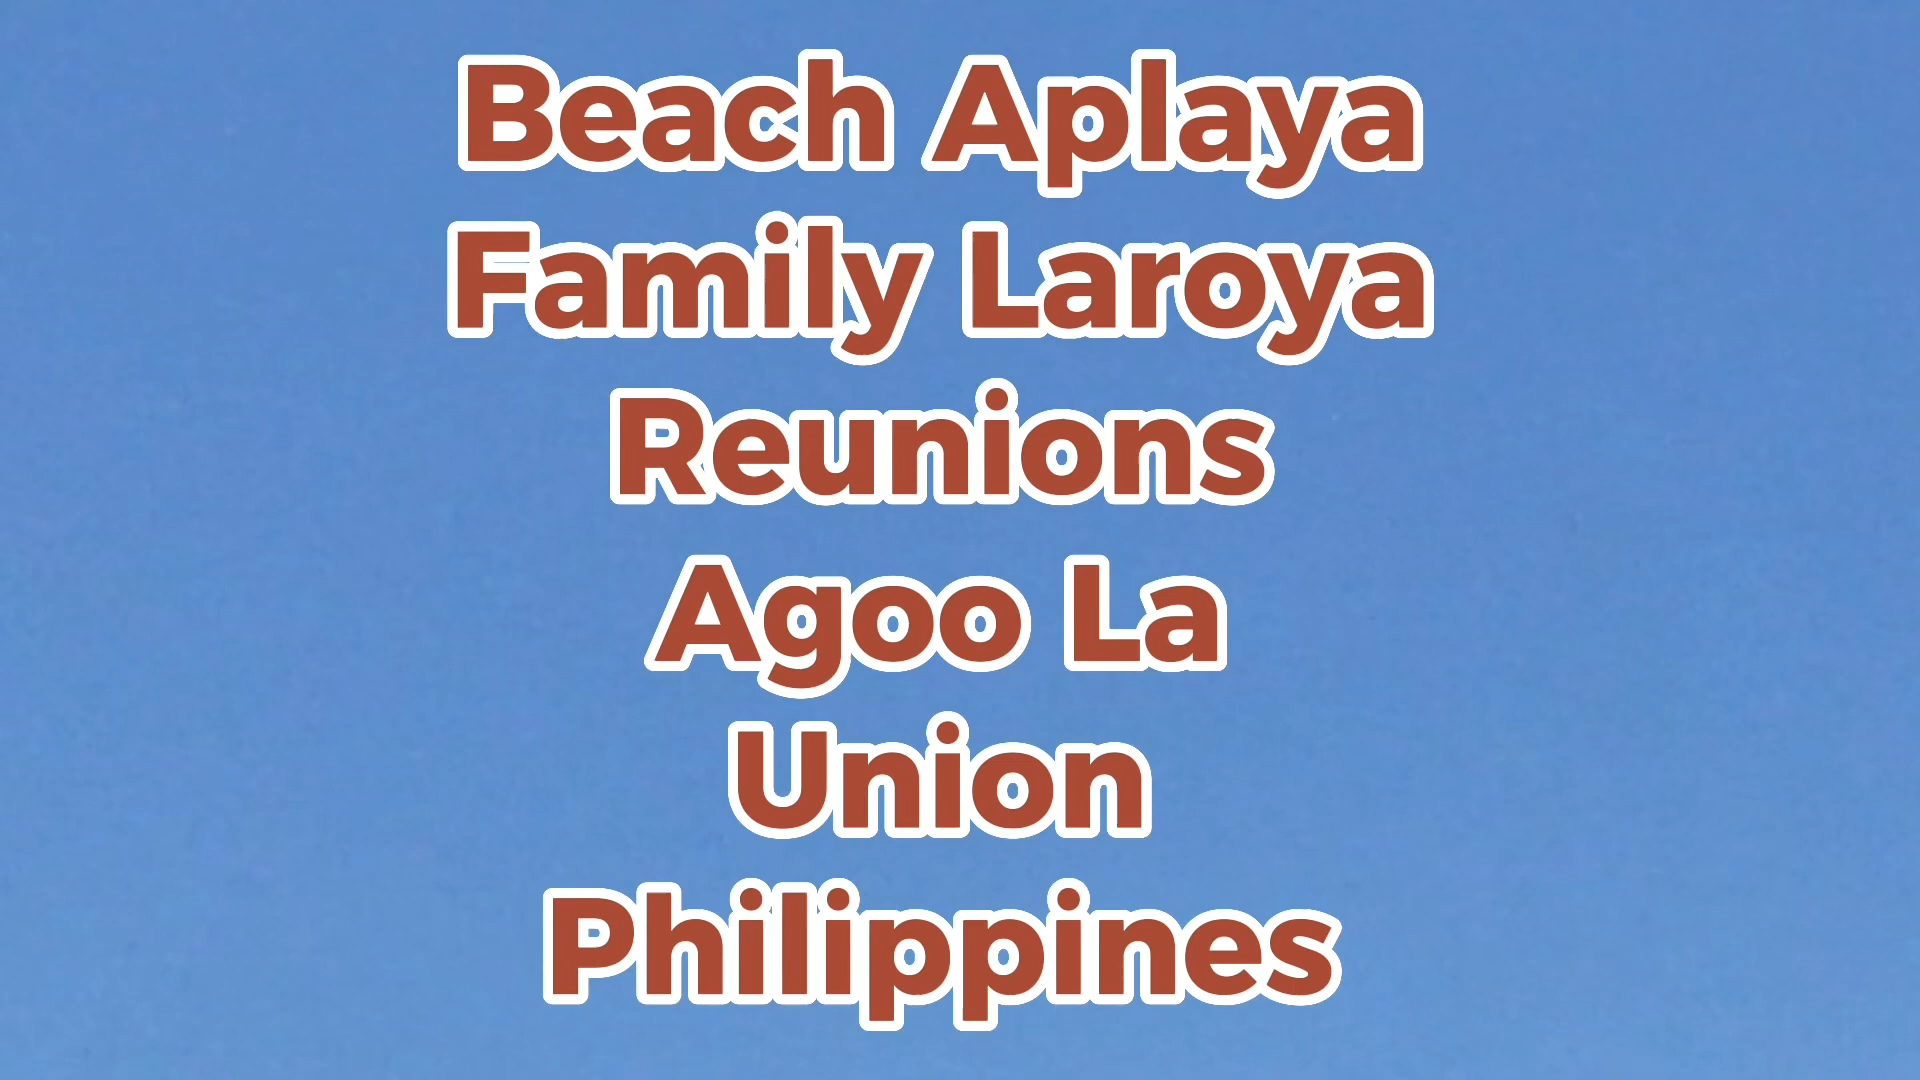 Beach Aplaya
Family Laroya
Reunions
Agoo La
Union
Philippines